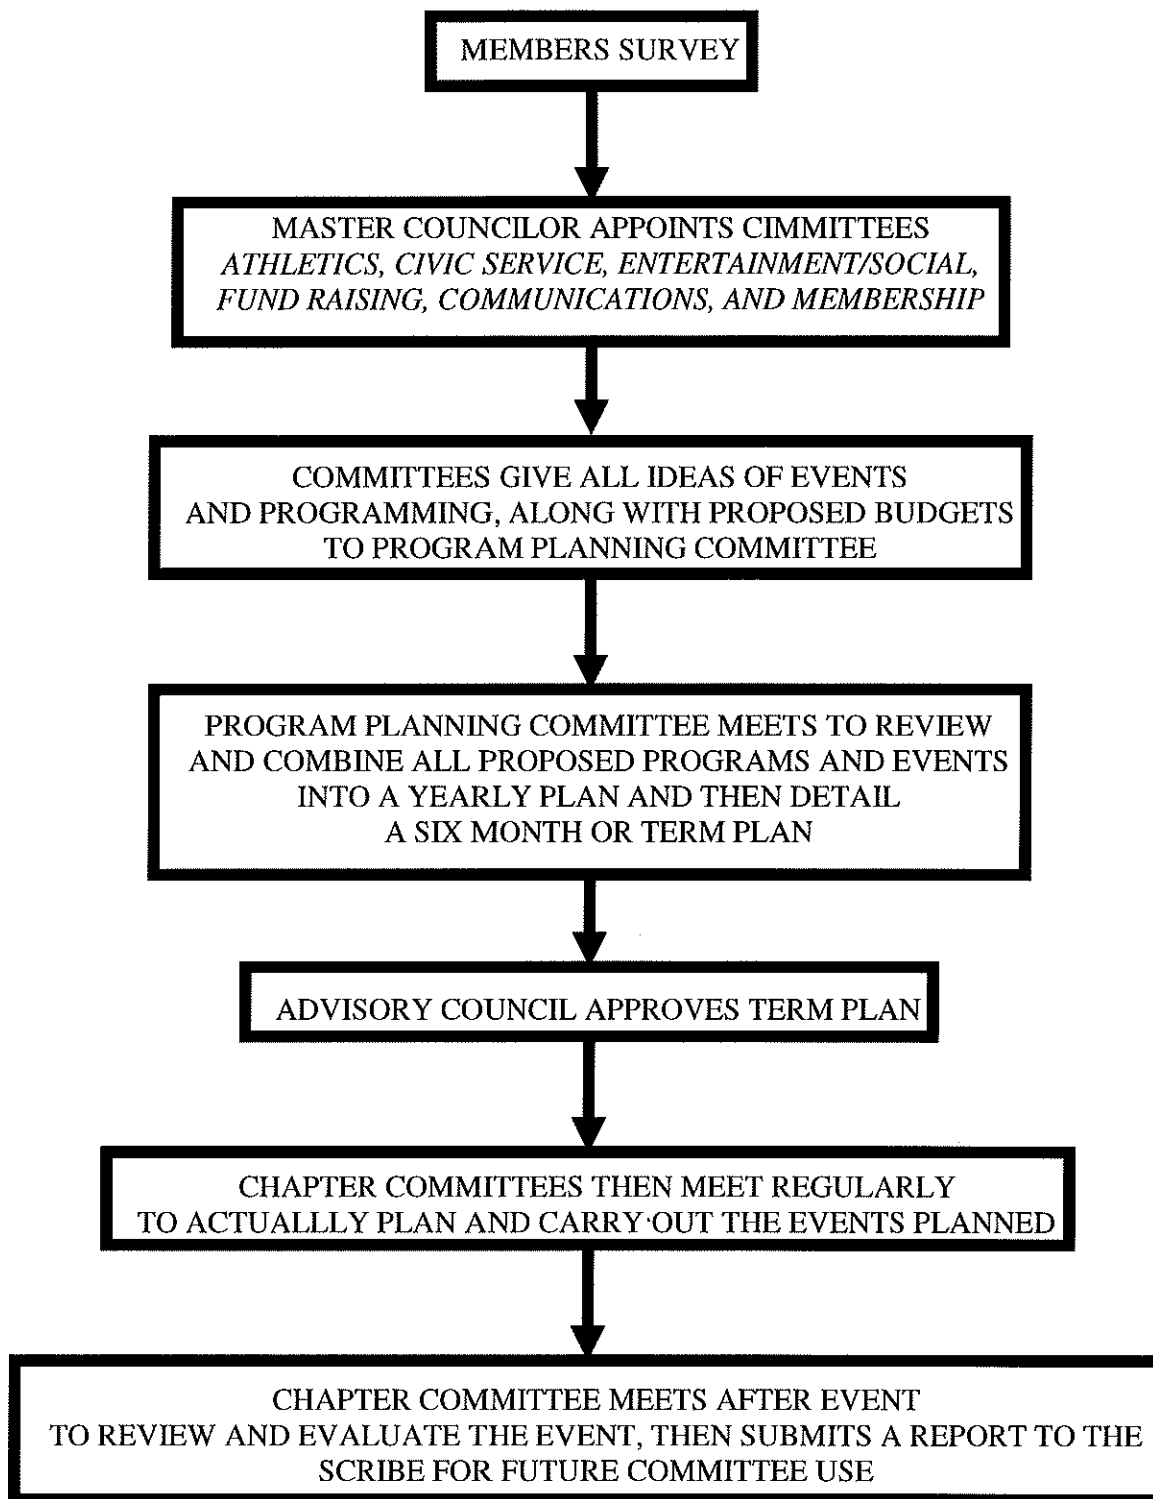 MEMBERS SURVEY
MASTER COUNCILOR APPOINTS CIMMITTEES
ATHLETICS, CIVIC SERVICE, ENTERTAINMENT/SOCIAL,
FUND RAISING, COMMUNICATIONS, AND MEMBERSHIP
COMMITTEES GIVE ALL IDEAS OF EVENTS
AND PROGRAMMING, ALONG WITH PROPOSED BUDGETS
TO PROGRAM PLANNING COMMITTEE
PROGRAM PLANNING COMMITTEE MEETS TO REVIEW
AND COMBINE ALL PROPOSED PROGRAMS AND EVENTS
INTO A YEARLY PLAN AND THEN DETAIL
A SIX MONTH OR TERM PLAN
ADVISORY COUNCIL APPROVES TERM PLAN
CHAPTER COMMITTEES THEN MEET REGULARLY
TO ACTUALLLY PLAN AND CARRY OUT THE EVENTS PLANNED
CHAPTER COMMITTEE MEETS AFTER EVENT
TO REVIEW AND EVALUATE THE EVENT, THEN SUBMITS A REPORT TO THE
SCRIBE FOR FUTURE COMMITTEE USE